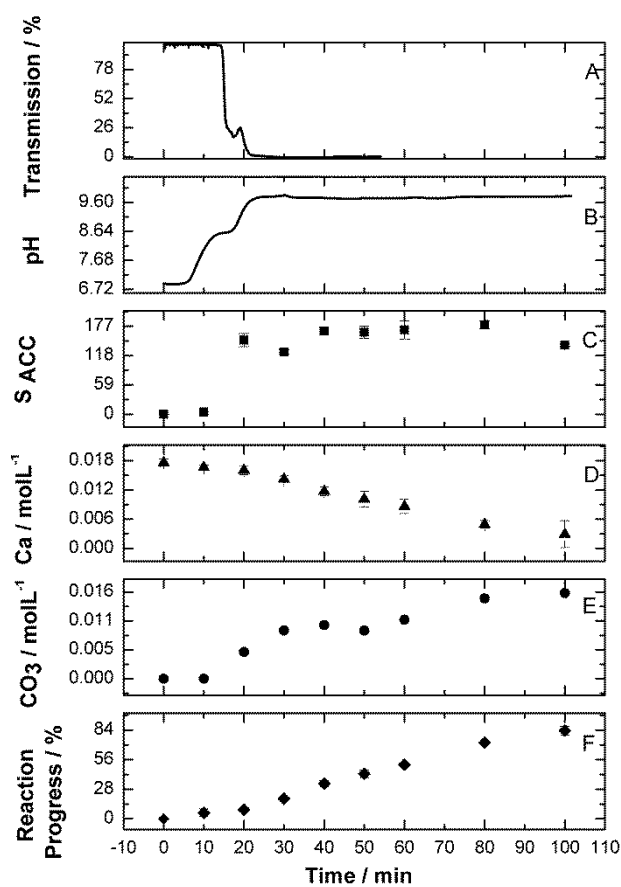 Transmission / %
78
52
26
0
A
pH
9.60
8.64
7.68
6.72
B
S ACC
177
118
59
0
C
Ca / molL⁻¹
0.018
0.012
0.006
0.000
D
CO₃ / molL⁻¹
0.016
0.011
0.005
0.000
E
Reaction
Progress / %
84
56
28
0
F
-10 0 10 20 30 40 50 60 70 80 90 100 110
Time / min